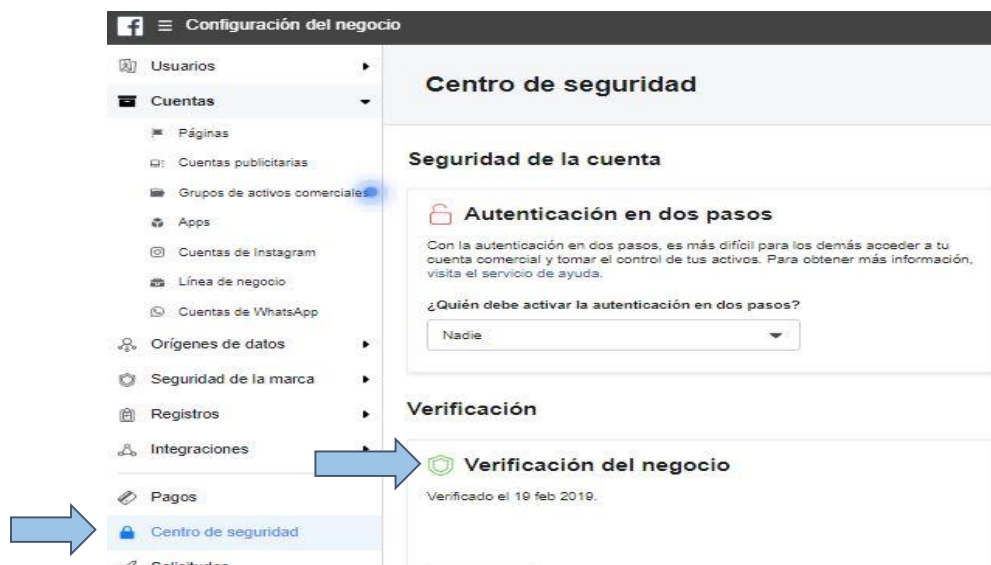 Configuración del negocio
Usuarios
Cuentas
Páginas
Cuentas publicitarias
Grupos de activos comerciales
Apps
Cuentas de Instagram
Línea de negocio
Cuentas de WhatsApp
Orígenes de datos
Seguridad de la marca
Registros
Integraciones
Pagos
Centro de seguridad
Solicitudes
Centro de seguridad
Seguridad de la cuenta
Autenticación en dos pasos
Con la autenticación en dos pasos, es más difícil para los demás acceder a tu
cuenta comercial y tomar el control de tus activos. Para obtener más información,
visita el servicio de ayuda.
¿Quién debe activar la autenticación en dos pasos?
Nadie
Verificación
Verificación del negocio
Verificado el 19 feb 2019.